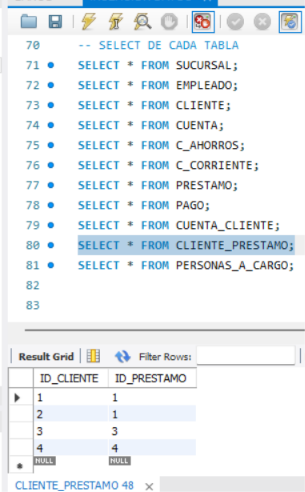 70 -- SELECT DE CADA TABLA
71 SELECT * FROM SUCURSAL;
72 SELECT * FROM EMPLEADO;
73 SELECT * FROM CLIENTE;
74 SELECT * FROM CUENTA;
75 SELECT * FROM C_AHORROS;
76 SELECT * FROM C_CORRIENTE;
77 SELECT * FROM PRESTAMO;
78 SELECT * FROM PAGO;
79 SELECT * FROM CUENTA_CLIENTE;
80 SELECT * FROM CLIENTE_PRESTAMO;
81 SELECT * FROM PERSONAS_A_CARGO;
82
83
Result Grid Filter Rows:
ID_CLIENTE ID_PRESTAMO
1 1
2 1
3 3
4 4
NULL NULL
CLIENTE_PRESTAMO 48